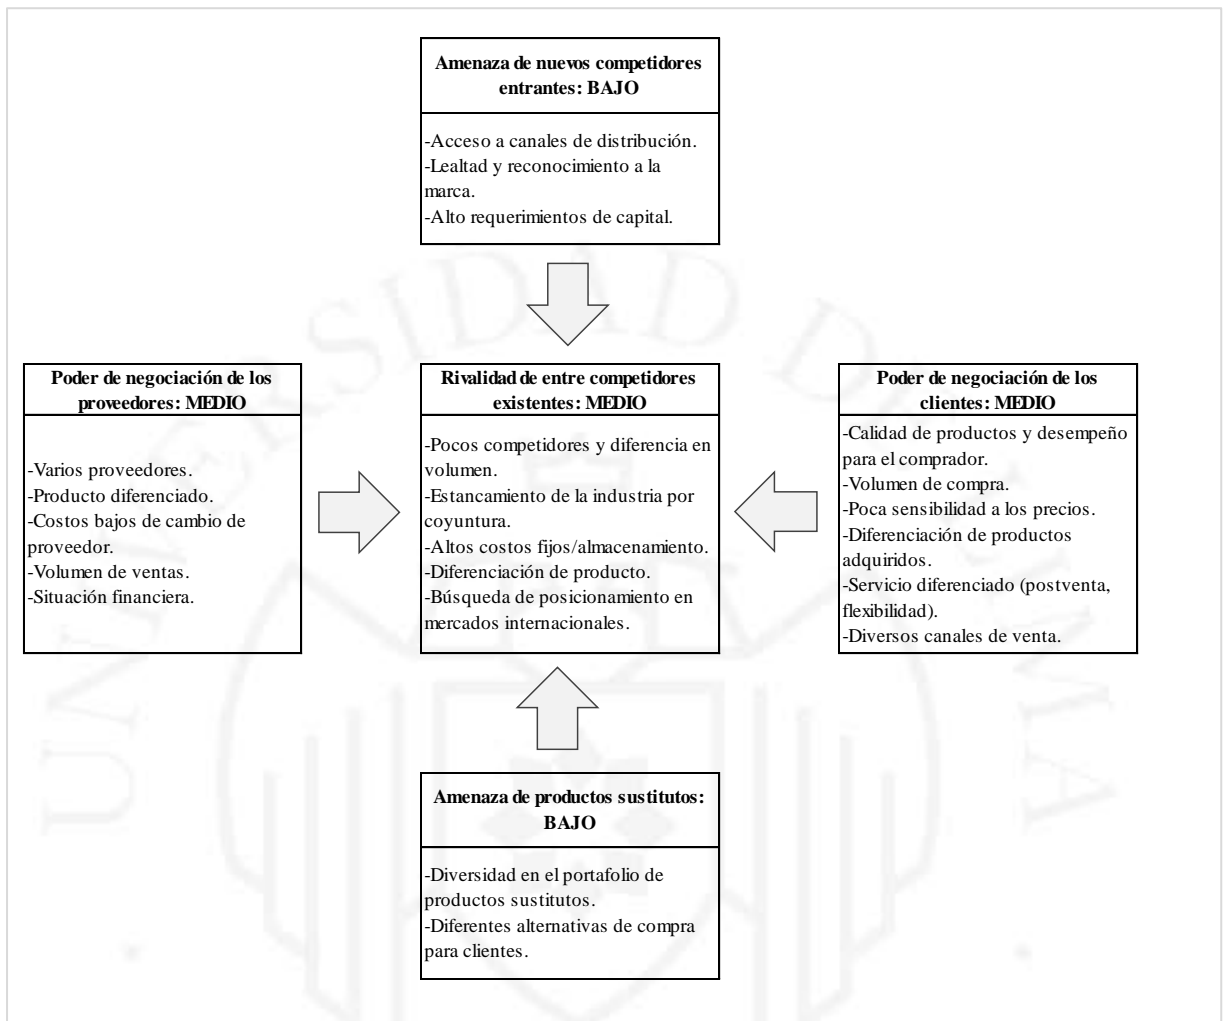 Amenaza de nuevos competidores
entrantes: BAJO
-Acceso a canales de distribución.
-Lealtad y reconocimiento a la
marca.
-Alto requerimientos de capital.
Poder de negociación de los
proveedores: MEDIO
-Varios proveedores.
-Producto diferenciado.
-Costos bajos de cambio de
proveedor.
-Volumen de ventas.
-Situación financiera.
Rivalidad de entre competidores
existentes: MEDIO
-Pocos competidores y diferencia en
volumen.
-Estancamiento de la industria por
coyuntura.
-Altos costos fijos/almacenamiento.
-Diferenciación de producto.
-Búsqueda de posicionamiento en
mercados internacionales.
Poder de negociación de los
clientes: MEDIO
-Calidad de productos y desempeño
para el comprador.
-Volumen de compra.
-Poca sensibilidad a los precios.
-Diferenciación de productos
adquiridos.
-Servicio diferenciado (postventa,
flexibilidad).
-Diversos canales de venta.
Amenaza de productos sustitutos:
BAJO
-Diversidad en el portafolio de
productos sustitutos.
-Diferentes alternativas de compra
para clientes.
UNIVERSIDAD DE LIMA